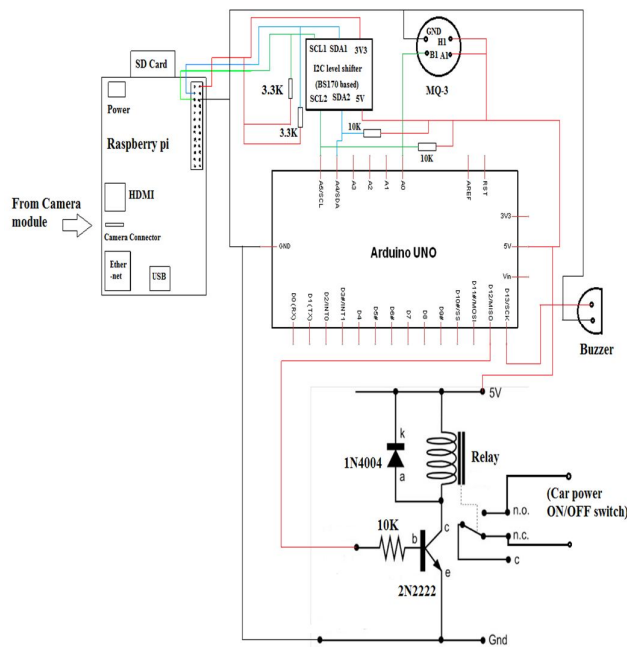 SD Card
Power
Raspberry pi
HDMI
From Camera
module
Camera Connector
Ether
-net
USB
SCL1 SDA1 3V3
I2C level shifter
(BS170 based)
SCL2 SDA2 5V
3.3K
3.3K
10K
10K
GND
H1
B1 A1
MQ-3
A5/SCL
A4/SDA
A3
A2
A1
A0
AREF
RST
3V3
5V
Vin
GND
Arduino UNO
D0(RX)
D1(TX)
D2/INT0
D3#/INT1
D4
D5#
D6#
D7
D8
D9#
D10#/SS
D11#/MOSI
D12/MISO
D13/SCK
Buzzer
5V
k
1N4004
a
Relay
(Car power
ON/OFF switch)
n.o.
n.c.
c
10K
b
c
e
2N2222
Gnd